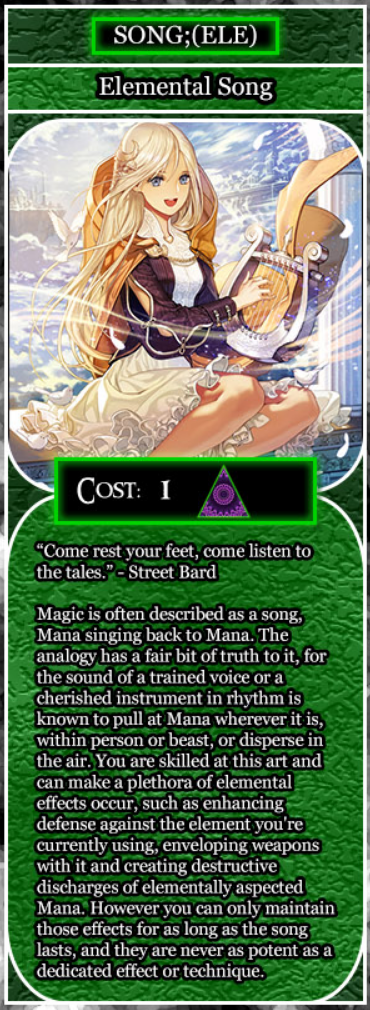 SONG;(ELE)
Elemental Song
Cost: 1
“Come rest your feet, come listen to
the tales.” - Street Bard
Magic is often described as a song,
Mana singing back to Mana. The
analogy has a fair bit of truth to it, for
the sound of a trained voice or a
cherished instrument in rhythm is
known to pull at Mana wherever it is,
within person or beast, or disperse in
the air. You are skilled at this art and
can make a plethora of elemental
effects occur, such as enhancing
defense against the element you're
currently using, enveloping weapons
with it and creating destructive
discharges of elementally aspected
Mana. However you can only maintain
those effects for as long as the song
lasts, and they are never as potent as a
dedicated effect or technique.